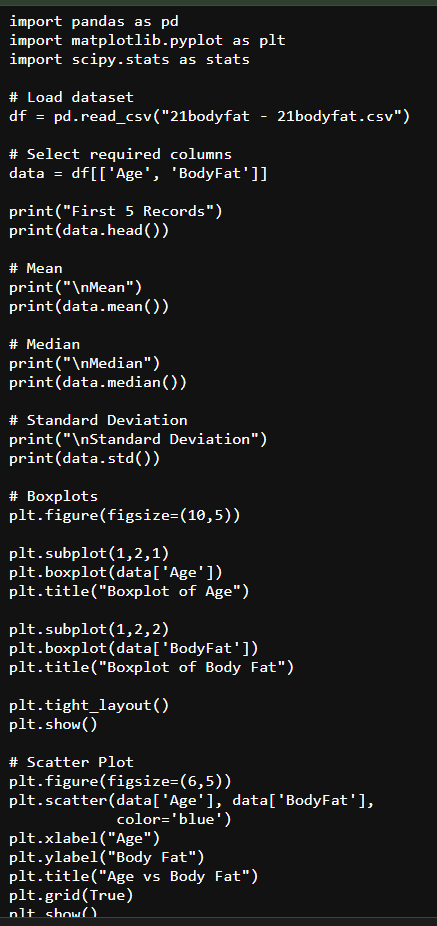 import pandas as pd
import matplotlib.pyplot as plt
import scipy.stats as stats

# Load dataset
df = pd.read_csv("21bodyfat - 21bodyfat.csv")

# Select required columns
data = df[['Age', 'BodyFat']]

print("First 5 Records")
print(data.head())

# Mean
print("\nMean")
print(data.mean())

# Median
print("\nMedian")
print(data.median())

# Standard Deviation
print("\nStandard Deviation")
print(data.std())

# Boxplots
plt.figure(figsize=(10,5))

plt.subplot(1,2,1)
plt.boxplot(data['Age'])
plt.title("Boxplot of Age")

plt.subplot(1,2,2)
plt.boxplot(data['BodyFat'])
plt.title("Boxplot of Body Fat")

plt.tight_layout()
plt.show()

# Scatter Plot
plt.figure(figsize=(6,5))
plt.scatter(data['Age'], data['BodyFat'],
            color='blue')
plt.xlabel("Age")
plt.ylabel("Body Fat")
plt.title("Age vs Body Fat")
plt.grid(True)
plt.show()